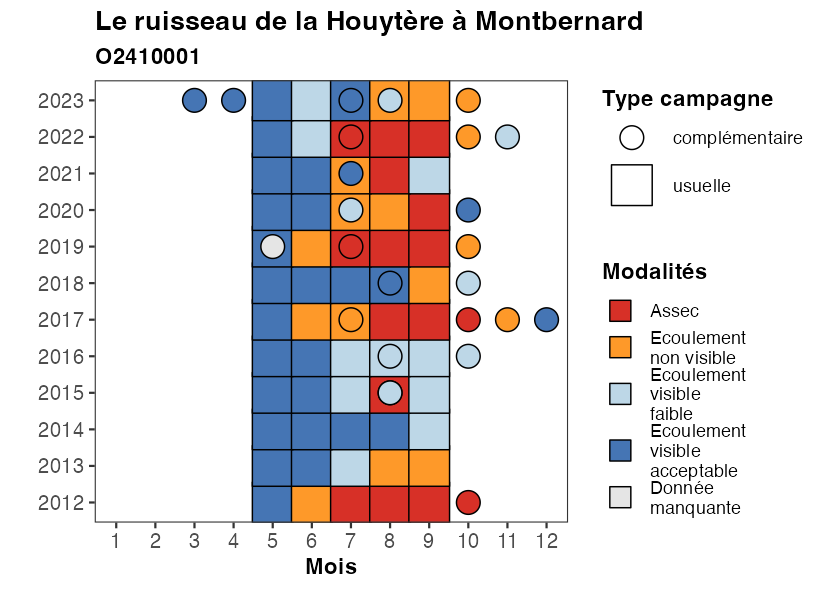 Le ruisseau de la Houytère à Montbernard
O2410001
2023
2022
2021
2020
2019
2018
2017
2016
2015
2014
2013
2012
1 2 3 4 5 6 7 8 9 10 11 12
Mois
Type campagne
complémentaire
usuelle
Modalités
Assec
Ecoulement
non visible
Ecoulement
visible
faible
Ecoulement
visible
acceptable
Donnée
manquante